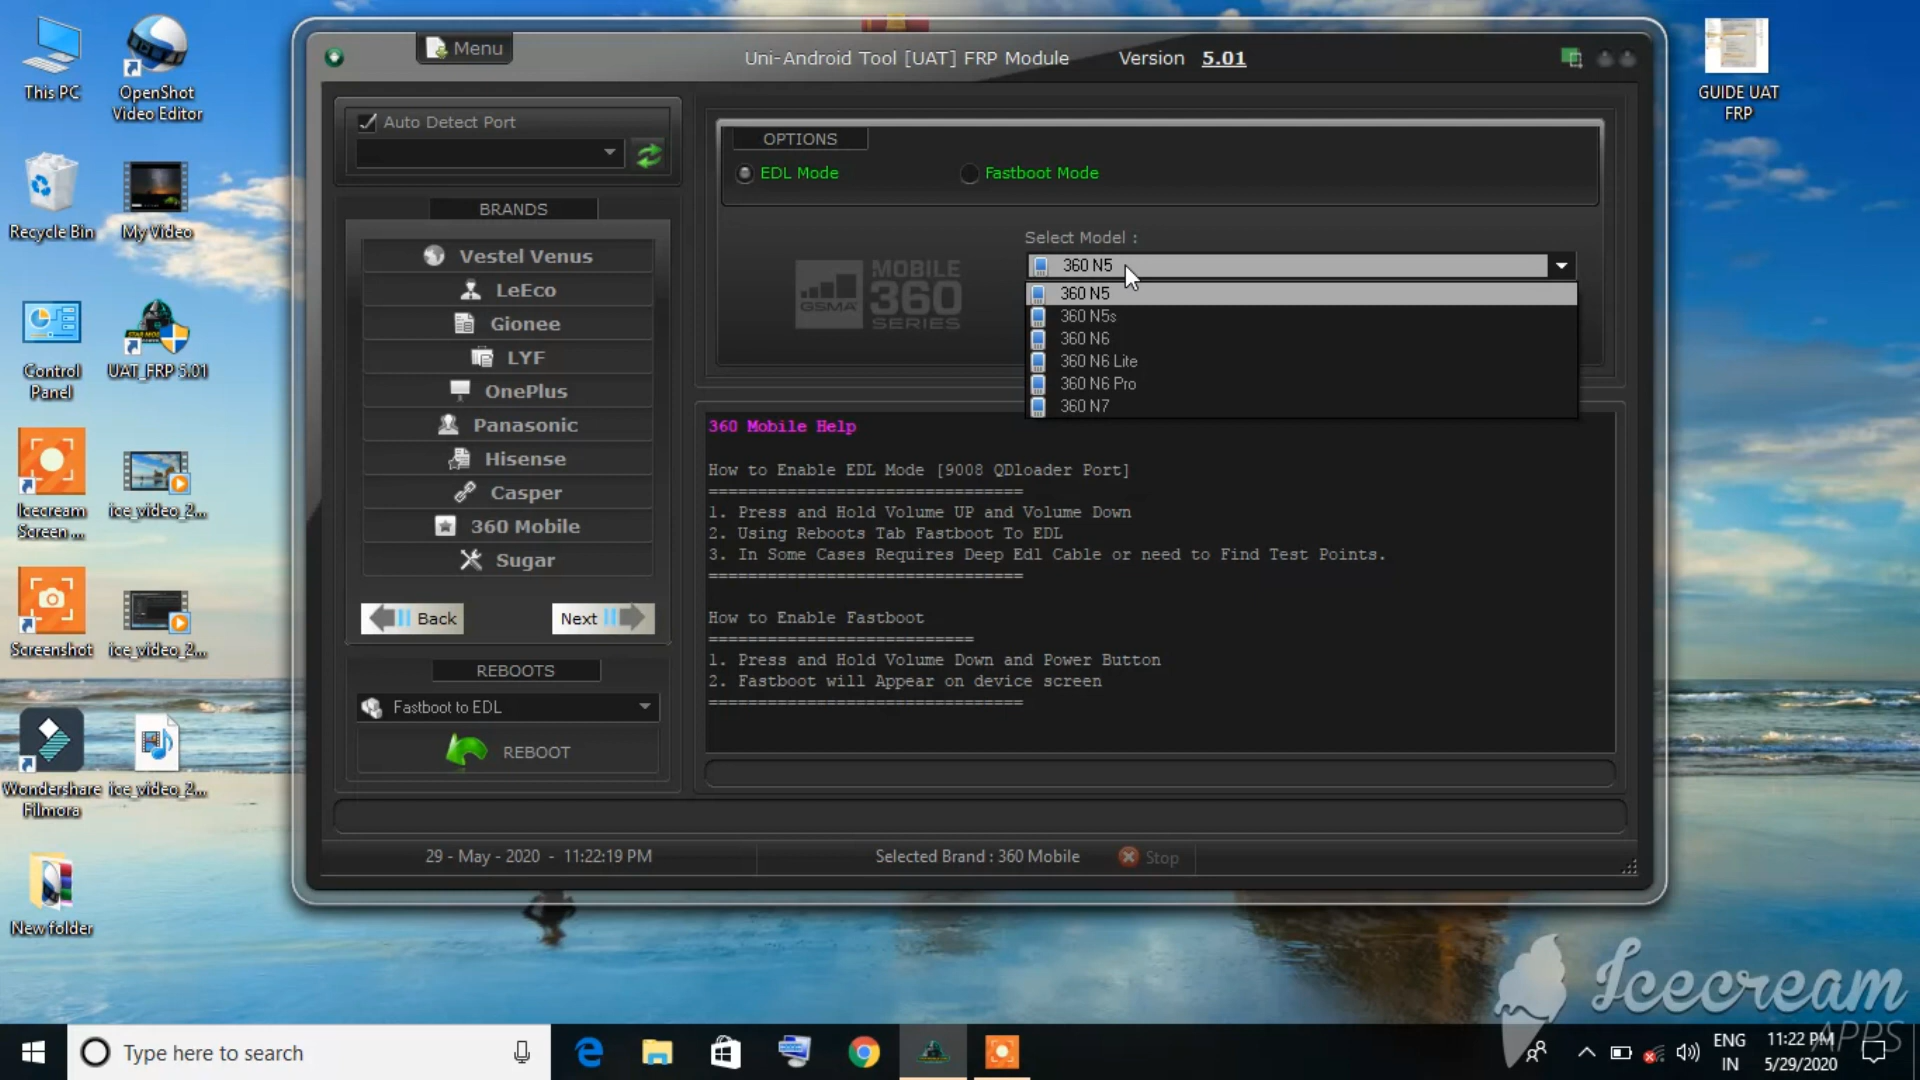 This PC
OpenShot
Video Editor
Recycle Bin
My Video
Control
Panel
UAT_FRP 5.01
Icecream
Screen ...
ice_video_2...
Screenshot
ice_video_2...
Wondershare
Filmora
ice_video_2...
New folder
GUIDE UAT
FRP
Menu
Uni-Android Tool [UAT] FRP Module
Version 5.01
Auto Detect Port
BRANDS
Vestel Venus
LeEco
Gionee
LYF
OnePlus
Panasonic
Hisense
Casper
360 Mobile
Sugar
Back
Next
REBOOTS
Fastboot to EDL
REBOOT
OPTIONS
EDL Mode
Fastboot Mode
GSMA
MOBILE
360
SERIES
Select Model :
360 N5
360 N5
360 N5s
360 N6
360 N6 Lite
360 N6 Pro
360 N7
360 Mobile Help
How to Enable EDL Mode [9008 QDloader Port]
================================
1. Press and Hold Volume UP and Volume Down
2. Using Reboots Tab Fastboot To EDL
3. In Some Cases Requires Deep Edl Cable or need to Find Test Points.
================================
How to Enable Fastboot
===========================
1. Press and Hold Volume Down and Power Button
2. Fastboot will Appear on device screen
================================
29 - May - 2020 - 11:22:19 PM
Selected Brand : 360 Mobile
Stop
Icecream
APPS
Type here to search
ENG
IN
11:22 PM
5/29/2020